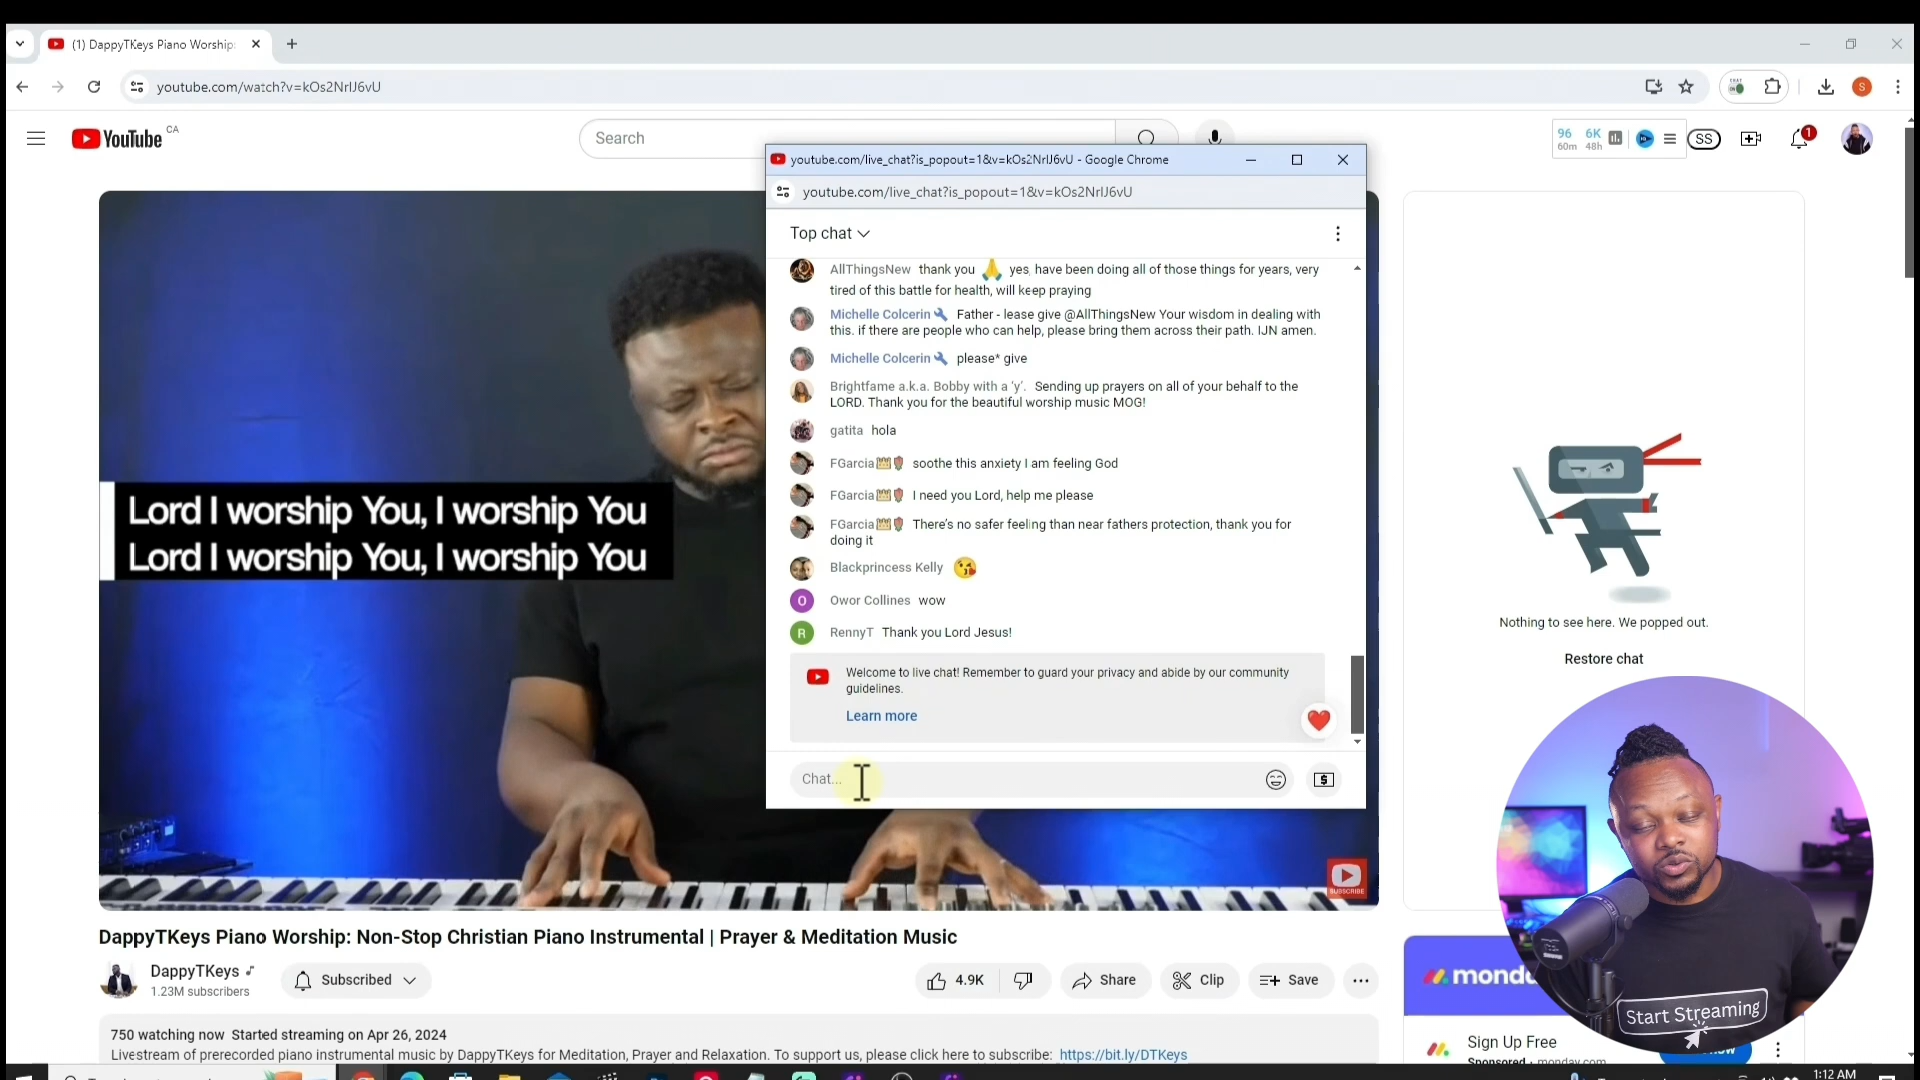 (1) DappyTKeys Piano Worship:
youtube.com/watch?v=kOs2NrIJ6vU
YouTube CA
Search
96 6K
60m 48h
SS
1
youtube.com/live_chat?is_popout=1&v=kOs2NrIJ6vU - Google Chrome
youtube.com/live_chat?is_popout=1&v=kOs2NrIJ6vU
Top chat
AllThingsNew thank you 🙏 yes, have been doing all of those things for years, very
tired of this battle for health, will keep praying
Michelle Colcerin Father - lease give @AllThingsNew Your wisdom in dealing with
this. if there are people who can help, please bring them across their path. IJN amen.
Michelle Colcerin please* give
Brightfame a.k.a. Bobby with a 'y'. Sending up prayers on all of your behalf to the
LORD. Thank you for the beautiful worship music MOG!
gatita hola
FGarcia soothe this anxiety I am feeling God
FGarcia I need you Lord, help me please
FGarcia There's no safer feeling than near fathers protection, thank you for
doing it
Blackprincess Kelly 😘
O Owor Collines wow
R RennyT Thank you Lord Jesus!
Welcome to live chat! Remember to guard your privacy and abide by our community
guidelines.
Learn more
Chat...
Lord I worship You, I worship You
Lord I worship You, I worship You
SUBSCRIBE
Nothing to see here. We popped out.
Restore chat
DappyTKeys Piano Worship: Non-Stop Christian Piano Instrumental | Prayer & Meditation Music
DappyTKeys
1.23M subscribers
Subscribed
4.9K
Share
Clip
Save
750 watching now Started streaming on Apr 26, 2024
Livestream of prerecorded piano instrumental music by DappyTKeys for Meditation, Prayer and Relaxation. To support us, please click here to subscribe: https://bit.ly/DTKeys
Start Streaming
Sign Up Free
Sponsored · monday.com
1:12 AM